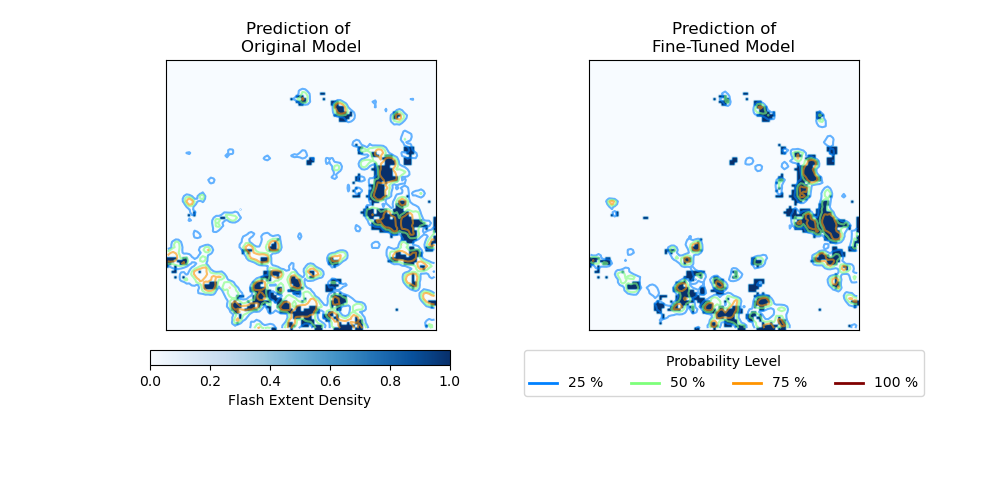 Prediction of
Original Model
Prediction of
Fine-Tuned Model
0.0 0.2 0.4 0.6 0.8 1.0
Flash Extent Density
Probability Level
25 % 50 % 75 % 100 %